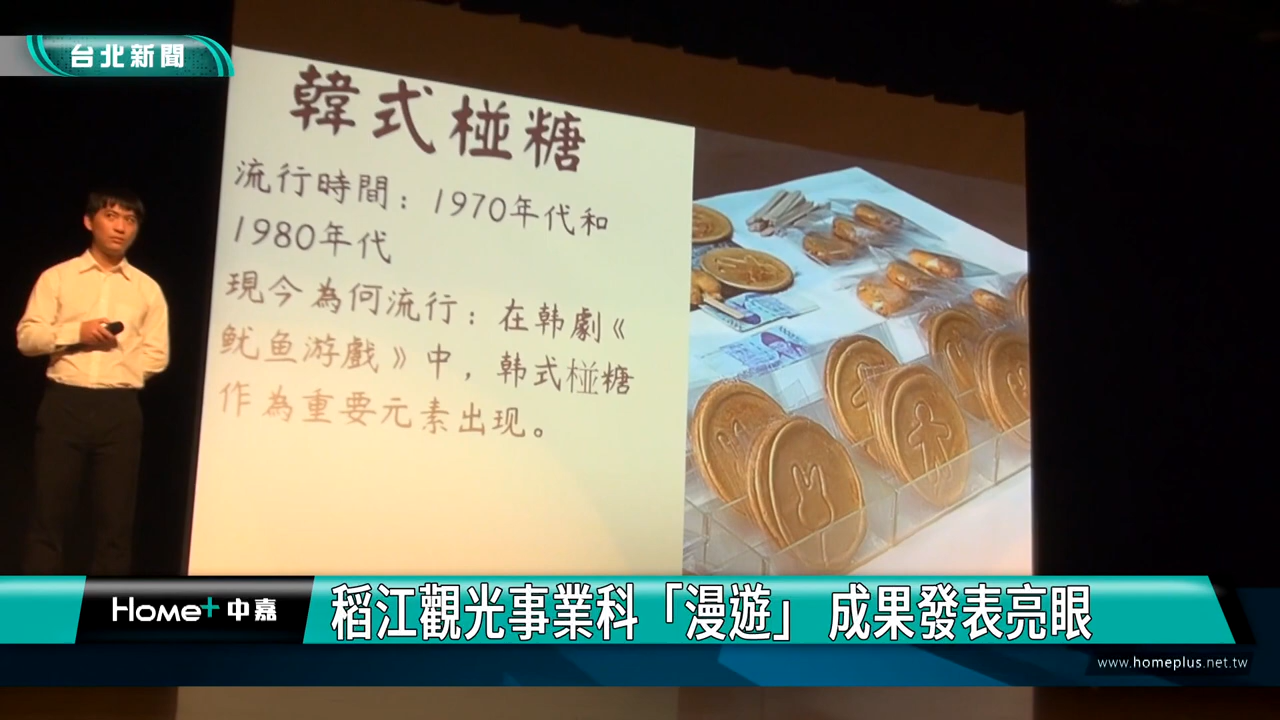 台北新聞
韓式椪糖
流行時間：1970年代和
1980年代
現今為何流行：在韩劇《
鱿鱼游戲》中，韩式椪糖
作為重要元素出现。
Home+中嘉
稻江觀光事業科「漫遊」 成果發表亮眼
www.homeplus.net.tw